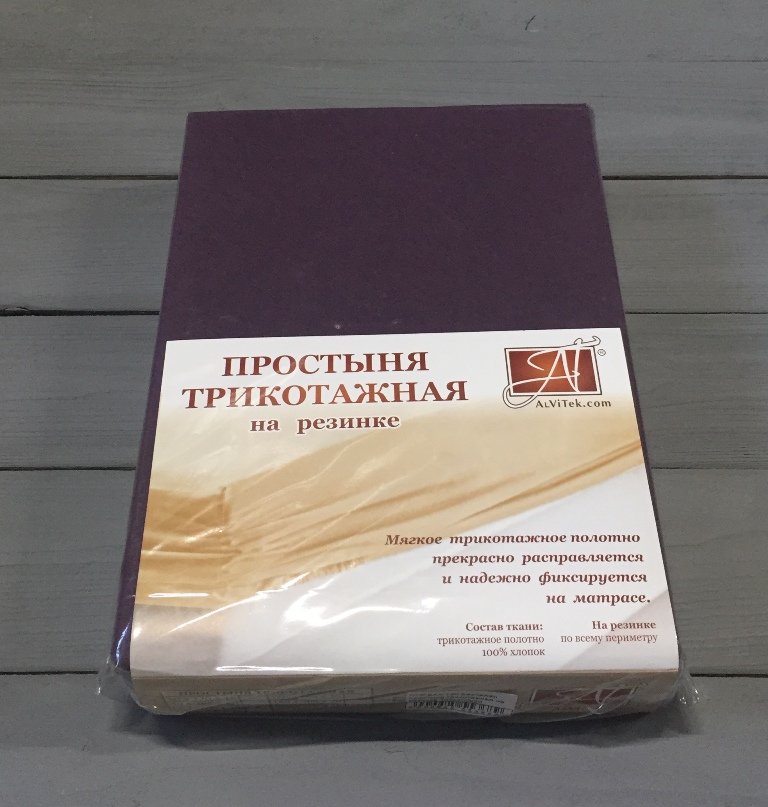 ПРОСТЫНЯ
ТРИКОТАЖНАЯ
на резинке
®
ALViTek.com
Мягкое трикотажное полотно
прекрасно расправляется
и надежно фиксируется
на матрасе.
Состав ткани:
трикотажное полотно
100% хлопок
На резинке
по всему периметру